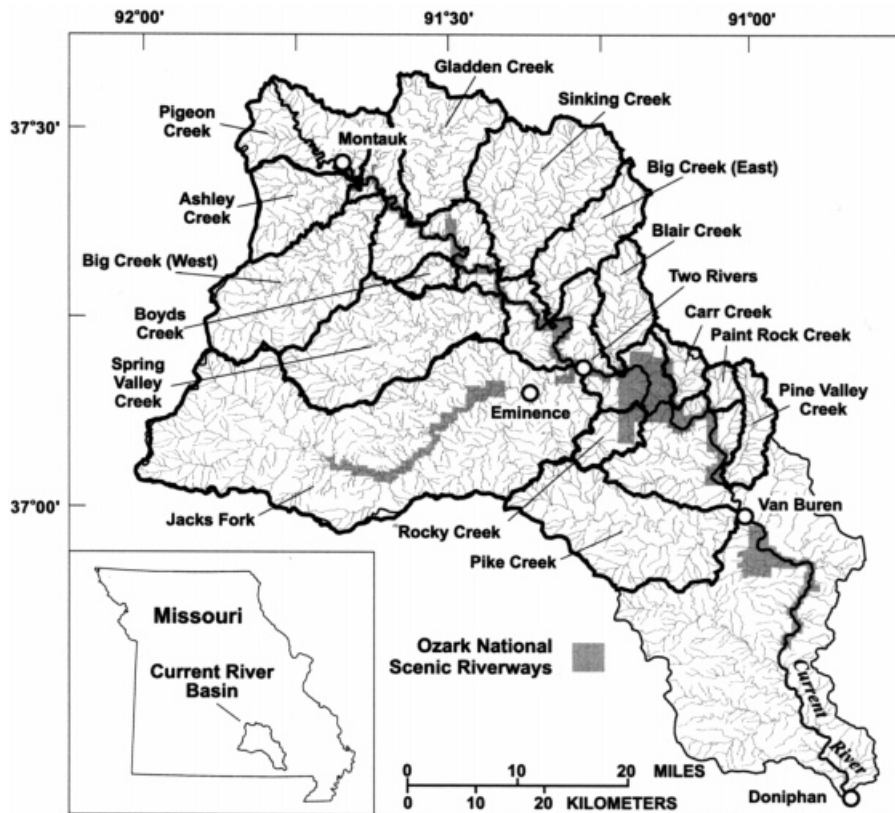 92°00'
91°30'
91°00'
Gladden Creek
Sinking Creek
37°30'
Pigeon
Creek
Montauk
Big Creek (East)
Ashley
Creek
Blair Creek
Big Creek (West)
Two Rivers
Boyds
Creek
Carr Creek
Paint Rock Creek
Spring
Valley
Creek
Eminence
Pine Valley
Creek
37°00'
Jacks Fork
Rocky Creek
Van Buren
Pike Creek
Missouri
Current River
Basin
Ozark National
Scenic Riverways
Current
River
0 10 20 MILES
0 10 20 KILOMETERS
Doniphan